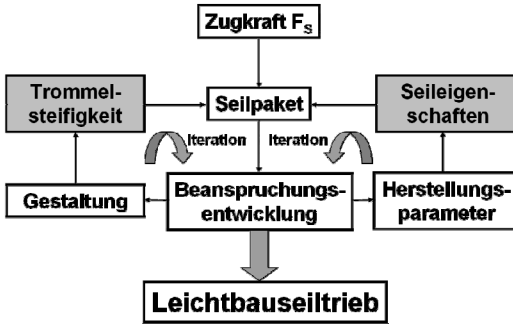 Zugkraft F_S
Trommel-
steifigkeit
Seilpaket
Seileigen-
schaften
Iteration
Iteration
Gestaltung
Beanspruchungs-
entwicklung
Herstellungs-
parameter
Leichtbauseiltrieb